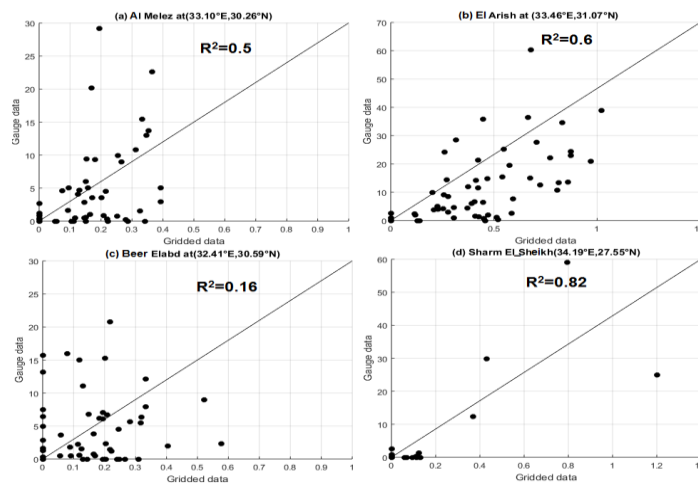 (a) Al Melez at(33.10°E,30.26°N)
R²=0.5
Gauge data
30
25
20
15
10
5
0
0 0.1 0.2 0.3 0.4 0.5 0.6 0.7 0.8 0.9 1
Gridded data
(b) El Arish at (33.46°E,31.07°N)
R²=0.6
Gauge data
70
60
50
40
30
20
10
0
0 0.5 1
Gridded data
(c) Beer Elabd at(32.41°E,30.59°N)
R²=0.16
Gauge data
30
25
20
15
10
5
0
0 0.1 0.2 0.3 0.4 0.5 0.6 0.7 0.8 0.9 1
Gridded data
(d) Sharm El_Sheikh(34.19°E,27.55°N)
R²=0.82
Gauge data
60
50
40
30
20
10
0
0 0.2 0.4 0.6 0.8 1 1.2
Gridded data